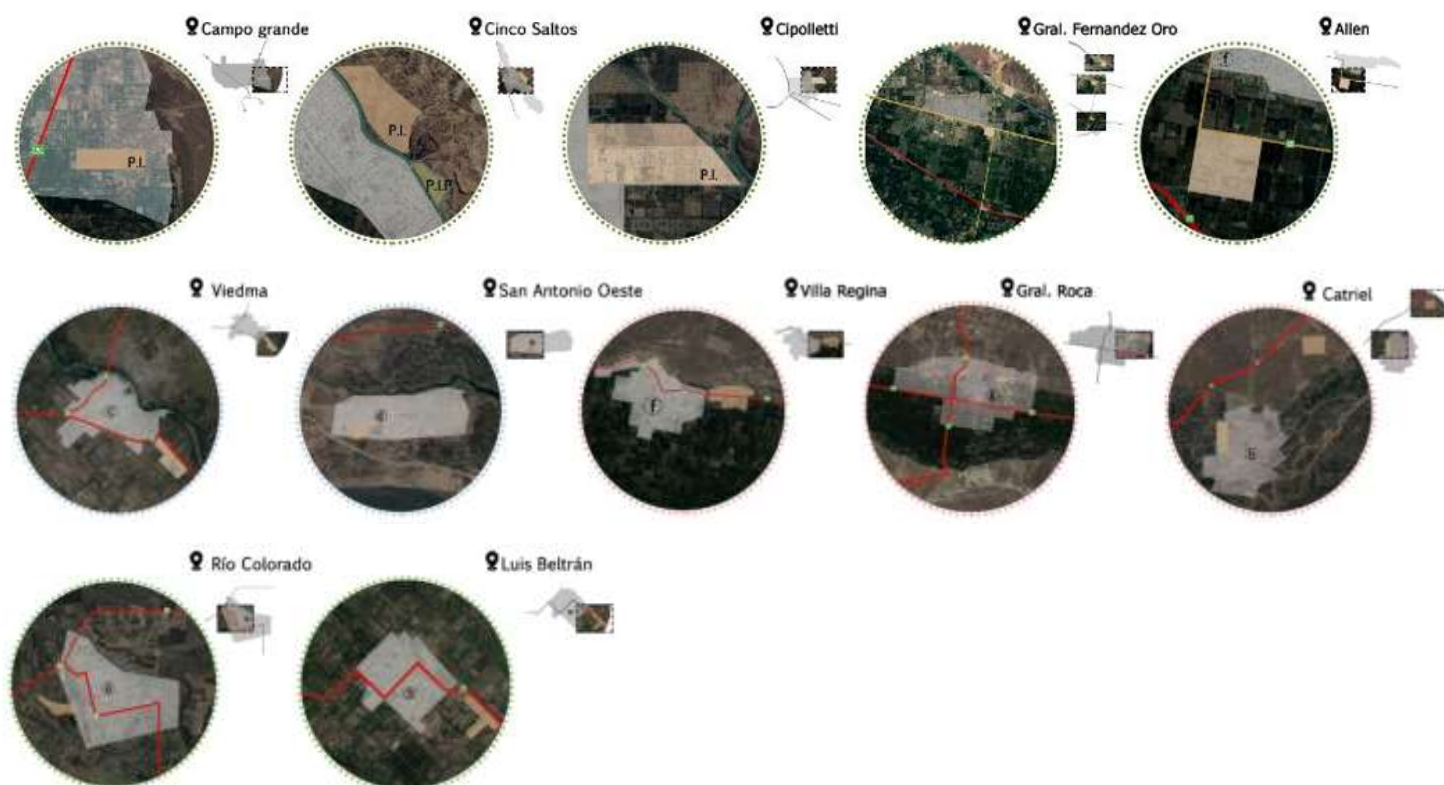 Campo grande
Cinco Saltos
Cipolletti
Gral. Fernandez Oro
Allen
P.I.
P.I.
P.I.P.
P.I.
Viedma
San Antonio Oeste
Villa Regina
Gral. Roca
Catriel
Río Colorado
Luis Beltrán